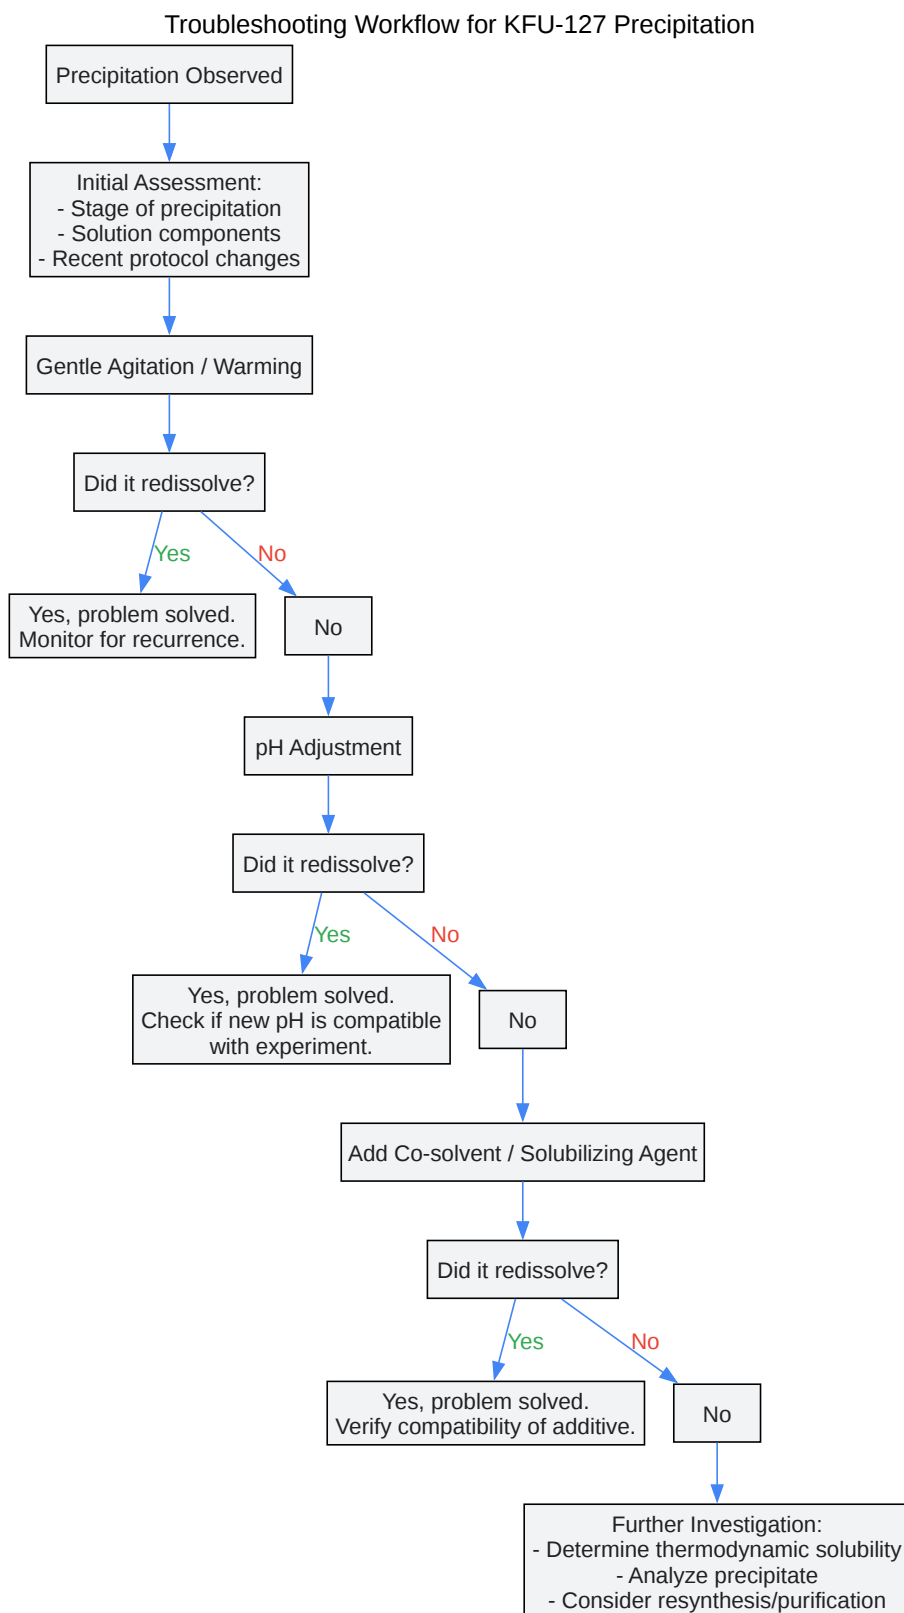 Troubleshooting Workflow for KFU-127 Precipitation
Precipitation Observed
Initial Assessment:
- Stage of precipitation
- Solution components
- Recent protocol changes
Gentle Agitation / Warming
Did it redissolve?
Yes
No
Yes, problem solved.
Monitor for recurrence.
No
pH Adjustment
Did it redissolve?
Yes
No
Yes, problem solved.
Check if new pH is compatible
with experiment.
No
Add Co-solvent / Solubilizing Agent
Did it redissolve?
Yes
No
Yes, problem solved.
Verify compatibility of additive.
No
Further Investigation:
- Determine thermodynamic solubility
- Analyze precipitate
- Consider resynthesis/purification